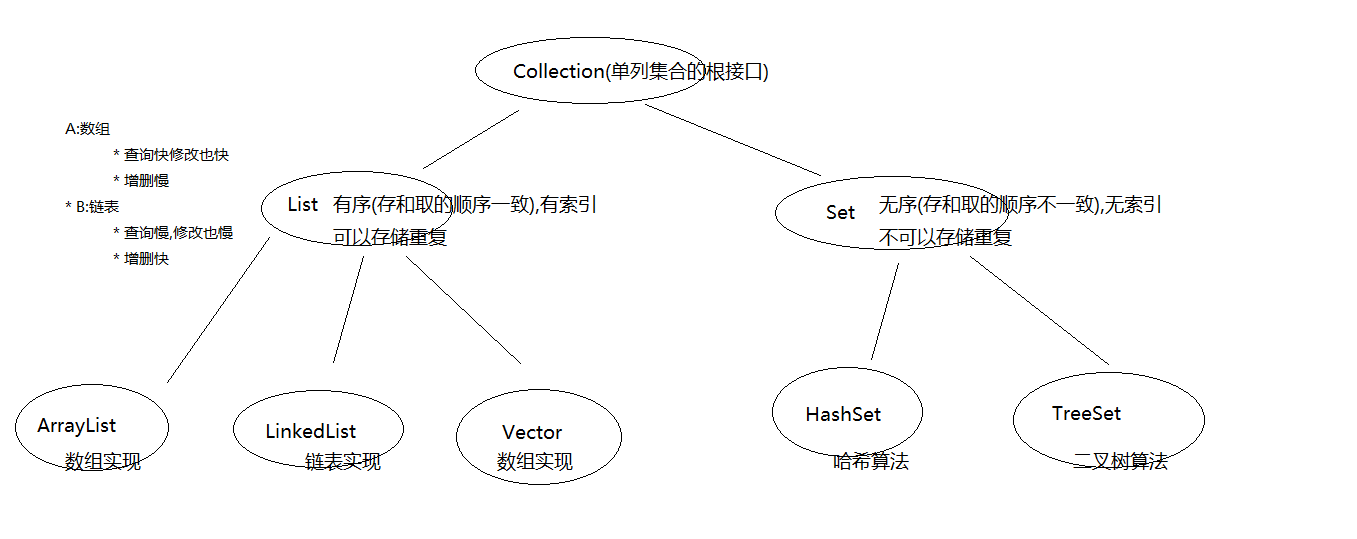 Collection(单列集合的根接口)
A:数组
* 查询快修改也快
* 增删慢
* B:链表
* 查询慢,修改也慢
* 增删快
List 有序(存和取的顺序一致),有索引
可以存储重复
Set 无序(存和取的顺序不一致),无索引
不可以存储重复
ArrayList
数组实现
LinkedList
链表实现
Vector
数组实现
HashSet
哈希算法
TreeSet
二叉树算法